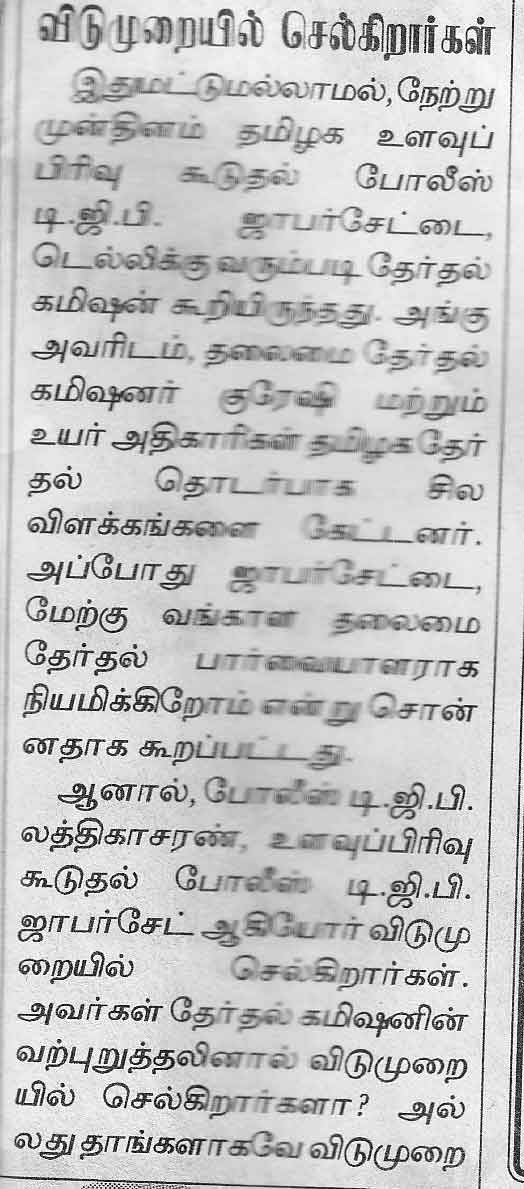 விடுமுறையில் செல்கிறார்கள்
இதுமட்டுமல்லாமல், நேற்று
முன்தினம் தமிழக உளவுப்
பிரிவு கூடுதல் போலீஸ்
டி.ஜி.பி. ஜாபர்சேட்டை,
டெல்லிக்கு வரும்படி தேர்தல்
கமிஷன் கூறியிருந்தது. அங்கு
அவரிடம், தலைமை தேர்தல்
கமிஷனர் குரேஷி மற்றும்
உயர் அதிகாரிகள் தமிழக தேர்
தல் தொடர்பாக சில
விளக்கங்களை கேட்டனர்.
அப்போது ஜாபர்சேட்டை,
மேற்கு வங்காள தலைமை
தேர்தல் பார்வையாளராக
நியமிக்கிறோம் என்று சொன்
னதாக கூறப்பட்டது.
ஆனால், போலீஸ் டி.ஜி.பி.
லத்திகாசரண், உளவுப்பிரிவு
கூடுதல் போலீஸ் டி.ஜி.பி.
ஜாபர்சேட் ஆகியோர் விடுமு
றையில் செல்கிறார்கள்.
அவர்கள் தேர்தல் கமிஷனின்
வற்புறுத்தலினால் விடுமுறை
யில் செல்கிறார்களா? அல்
லது தாங்களாகவே விடுமுறை